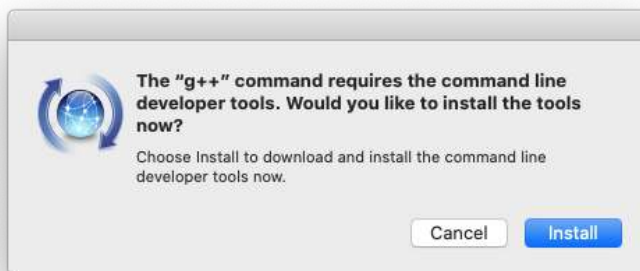 The “g++” command requires the command line
developer tools. Would you like to install the tools
now?
Choose Install to download and install the command line
developer tools now.
Cancel
Install